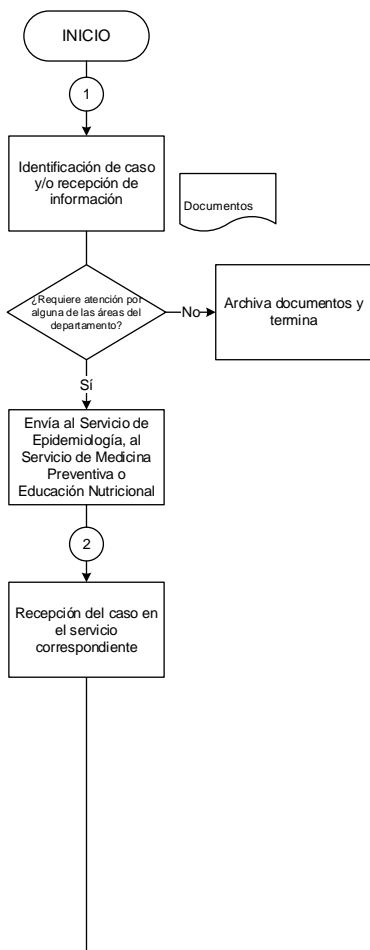 INICIO
1
Identificación de caso
y/o recepción de
información
Documentos
¿Requiere atención por
alguna de las áreas del
departamento?
No
Archiva documentos y
termina
Sí
Envía al Servicio de
Epidemiología, al
Servicio de Medicina
Preventiva o
Educación Nutricional
2
Recepción del caso en
el servicio
correspondiente